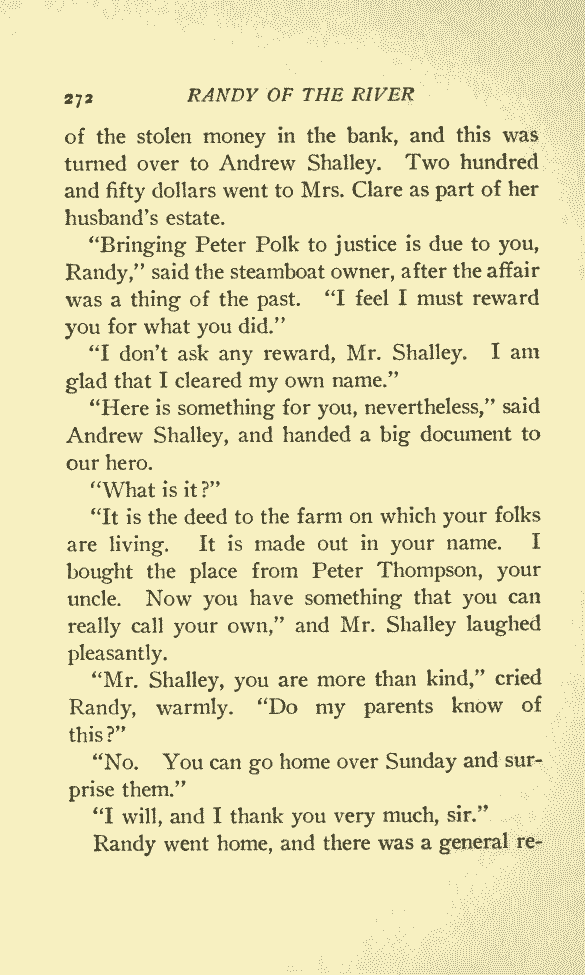 272 RANDY OF THE RIVER
of the stolen money in the bank, and this was
turned over to Andrew Shalley. Two hundred
and fifty dollars went to Mrs. Clare as part of her
husband's estate.
"Bringing Peter Polk to justice is due to you,
Randy," said the steamboat owner, after the affair
was a thing of the past. "I feel I must reward
you for what you did."
"I don't ask any reward, Mr. Shalley. I am
glad that I cleared my own name."
"Here is something for you, nevertheless," said
Andrew Shalley, and handed a big document to
our hero.
"What is it?"
"It is the deed to the farm on which your folks
are living. It is made out in your name. I
bought the place from Peter Thompson, your
uncle. Now you have something that you can
really call your own," and Mr. Shalley laughed
pleasantly.
"Mr. Shalley, you are more than kind," cried
Randy, warmly. "Do my parents know of
this?"
"No. You can go home over Sunday and sur-
prise them."
"I will, and I thank you very much, sir."
Randy went home, and there was a general re-